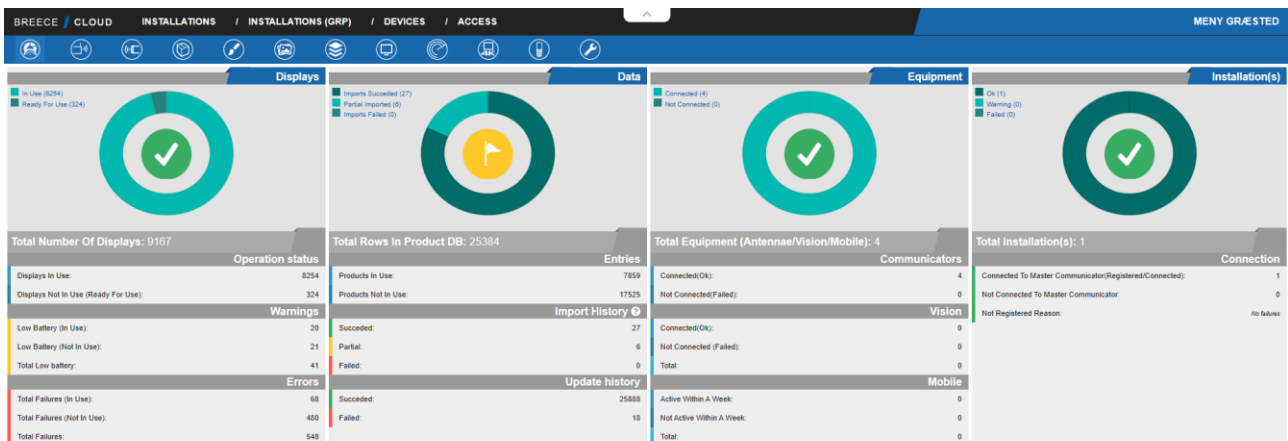 BREECE / CLOUD INSTALLATIONS / INSTALLATIONS (GRP) / DEVICES / ACCESS MENY GRÆSTED
Displays
In Use (8254)
Ready For Use (324)
Total Number Of Displays: 9167
Operation status
Displays In Use: 8254
Displays Not In Use (Ready For Use): 324
Warnings
Low Battery (In Use): 20
Low Battery (Not In Use): 21
Total Low battery: 41
Errors
Total Failures (In Use): 68
Total Failures (Not In Use): 480
Total Failures: 548
Data
Imports Succeded (27)
Partial Imported (6)
Imports Failed (0)
Total Rows In Product DB: 25384
Entries
Products In Use: 7859
Products Not In Use: 17525
Import History ?
Succeded: 27
Partial: 6
Failed: 0
Update history
Succeded: 25888
Failed: 18
Equipment
Connected (4)
Not Connected (0)
Total Equipment (Antennae/Vision/Mobile): 4
Communicators
Connected(Ok): 4
Not Connected(Failed): 0
Vision
Connected(Ok): 0
Not Connected (Failed): 0
Total: 0
Mobile
Active Within A Week: 0
Not Active Within A Week: 0
Total: 0
Installation(s)
Ok (1)
Warning (0)
Failed (0)
Total Installation(s): 1
Connection
Connected To Master Communicator(Registered/Connected): 1
Not Connected To Master Communicator: 0
Not Registered Reason: No failures